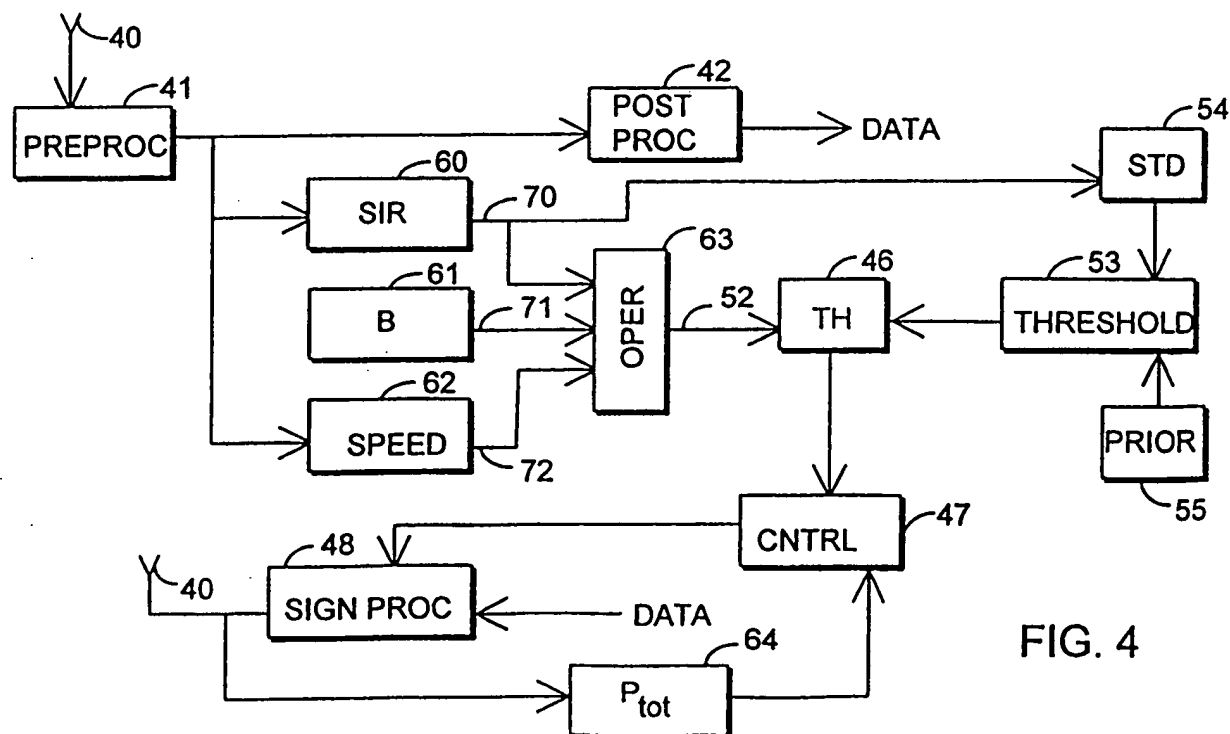 40
41
PREPROC
42
POST
PROC
DATA
54
STD
60
SIR
70
63
OPER
61
B
71
52
46
TH
53
THRESHOLD
62
SPEED
72
PRIOR
55
47
CNTRL
48
40
SIGN PROC
DATA
64
Ptot
FIG. 4